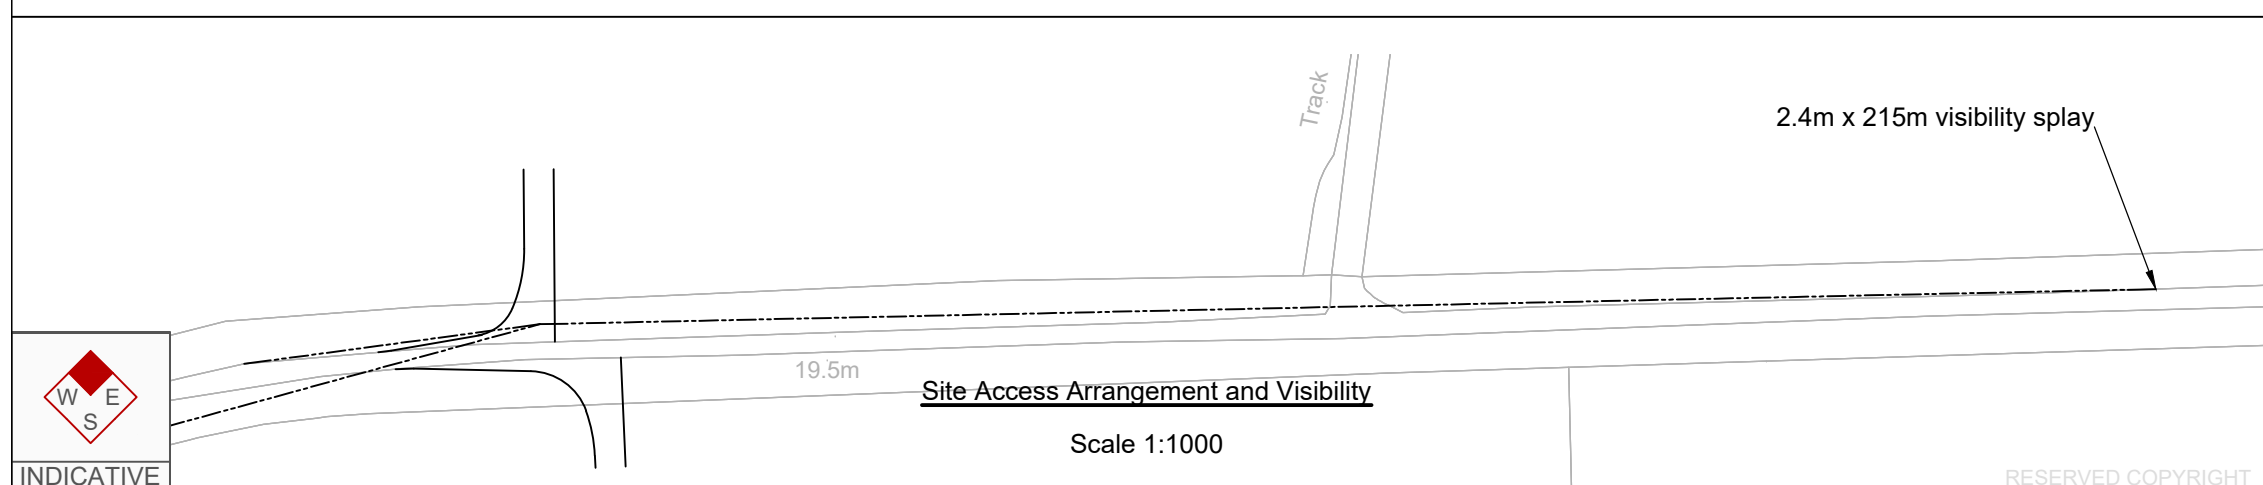 Track
2.4m x 215m visibility splay
19.5m
Site Access Arrangement and Visibility
Scale 1:1000
W E
S
INDICATIVE
RESERVED COPYRIGHT